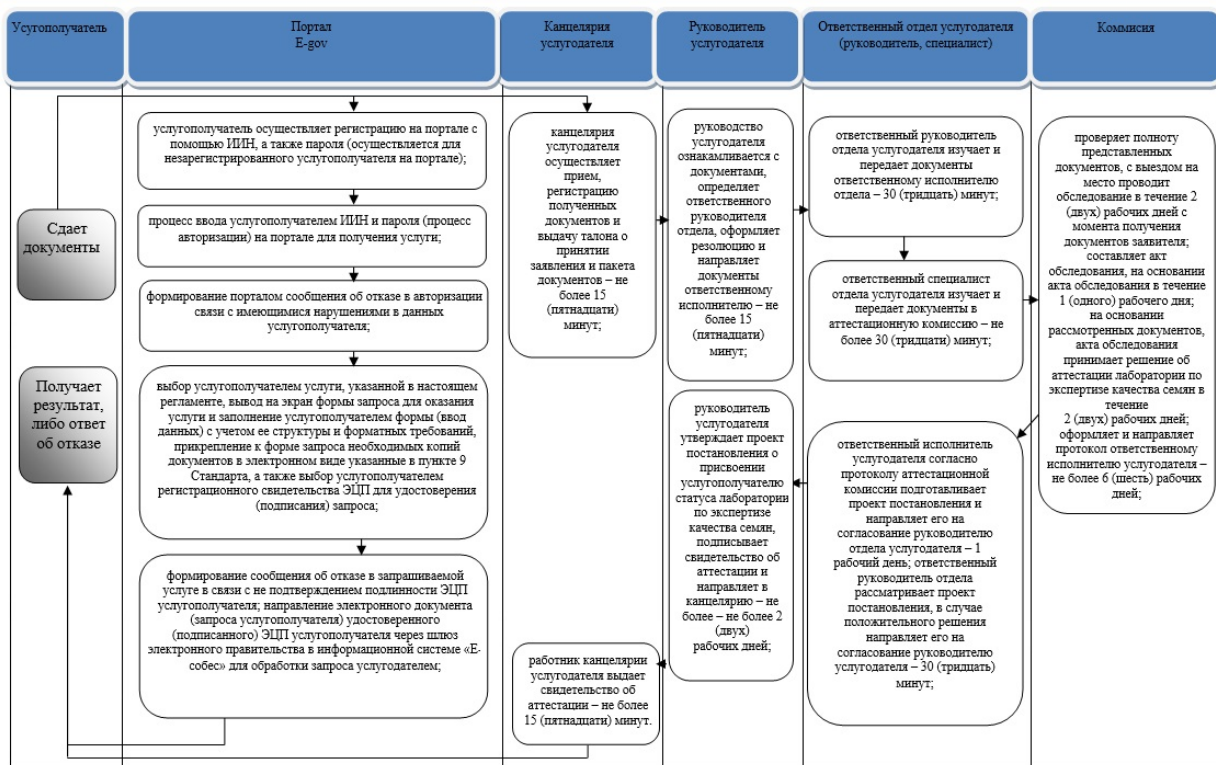 Усугополучатель
Портал
E-gov
Канцелярия
услугодателя
Руководитель
услугодателя
Ответственный отдел услугодателя
(руководитель, специалист)
Коммисия
Сдает
документы
Получает
результат,
либо ответ
об отказе
услугополучатель осуществляет регистрацию на портале с
помощью ИИН, а также пароля (осуществляется для
незарегистрированного услугополучателя на портале);
процесс ввода услугополучателем ИИН и пароля (процесс
авторизации) на портале для получения услуги;
формирование порталом сообщения об отказе в авторизации
связи с имеющимися нарушениями в данных
услугополучателя;
выбор услугополучателем услуги, указанной в настоящем
регламенте, вывод на экран формы запроса для оказания
услуги и заполнение услугополучателем формы (ввод
данных) с учетом ее структуры и форматных требований,
прикрепление к форме запроса необходимых копий
документов в электронном виде указанные в пункте 9
Стандарта, а также выбор услугополучателем
регистрационного свидетельства ЭЦП для удостоверения
(подписания) запроса;
формирование сообщения об отказе в запрашиваемой
услуге в связи с не подтверждением подлинности ЭЦП
услугополучателя; направление электронного документа
(запроса услугополучателя) удостоверенного
(подписанного) ЭЦП услугополучателя через шлюз
электронного правительства в информационной системе «Е-
собес» для обработки запроса услугодателем;
канцелярия
услугодателя
осуществляет
прием,
регистрацию
полученных
документов и
выдачу талона о
принятии
заявления и пакета
документов – не
более 15
(пятнадцати)
минут;
работник канцелярии
услугодателя выдает
свидетельство об
аттестации – не более
15 (пятнадцати) минут.
руководство
услугодателя
ознакамливается с
документами,
определяет
ответственного
руководителя
отдела, оформляет
резолюцию и
направляет
документы
ответственному
исполнителю – не
более 15
(пятнадцати)
минут;
руководитель
услугодателя
утверждает проект
постановления о
присвоении
услугополучателю
статуса лаборатории
по экспертизе
качества семян,
подписывает
свидетельство об
аттестации и
направляет в
канцелярию – не
более – не более 2
(двух)
рабочих дней;
ответственный руководитель
отдела услугодателя изучает и
передает документы
ответственному исполнителю
отдела – 30 (тридцать) минут;
ответственный специалист
отдела услугодателя изучает и
передает документы в
аттестационную комиссию – не
более 30 (тридцати) минут;
ответственный исполнитель
услугодателя согласно
протоколу аттестационной
комиссии подготавливает
проект постановления и
направляет его на
согласование руководителю
отдела услугодателя – 1
рабочий день; ответственный
руководитель отдела
рассматривает проект
постановления, в случае
положительного решения
направляет его на
согласование руководителю
услугодателя – 30 (тридцать)
минут;
проверяет полноту
представленных
документов, с выездом на
место проводит
обследование в течение 2
(двух) рабочих дней с
момента получения
документов заявителя;
составляет акт
обследования, на основании
акта обследования в течение
1 (одного) рабочего дня;
на основании
рассмотренных документов,
акта обследования
принимает решение об
аттестации лаборатории по
экспертизе качества семян в
течение
2 (двух) рабочих дней;
оформляет и направляет
протокол ответственному
исполнителю услугодателя –
не более 6 (шесть) рабочих
дней;